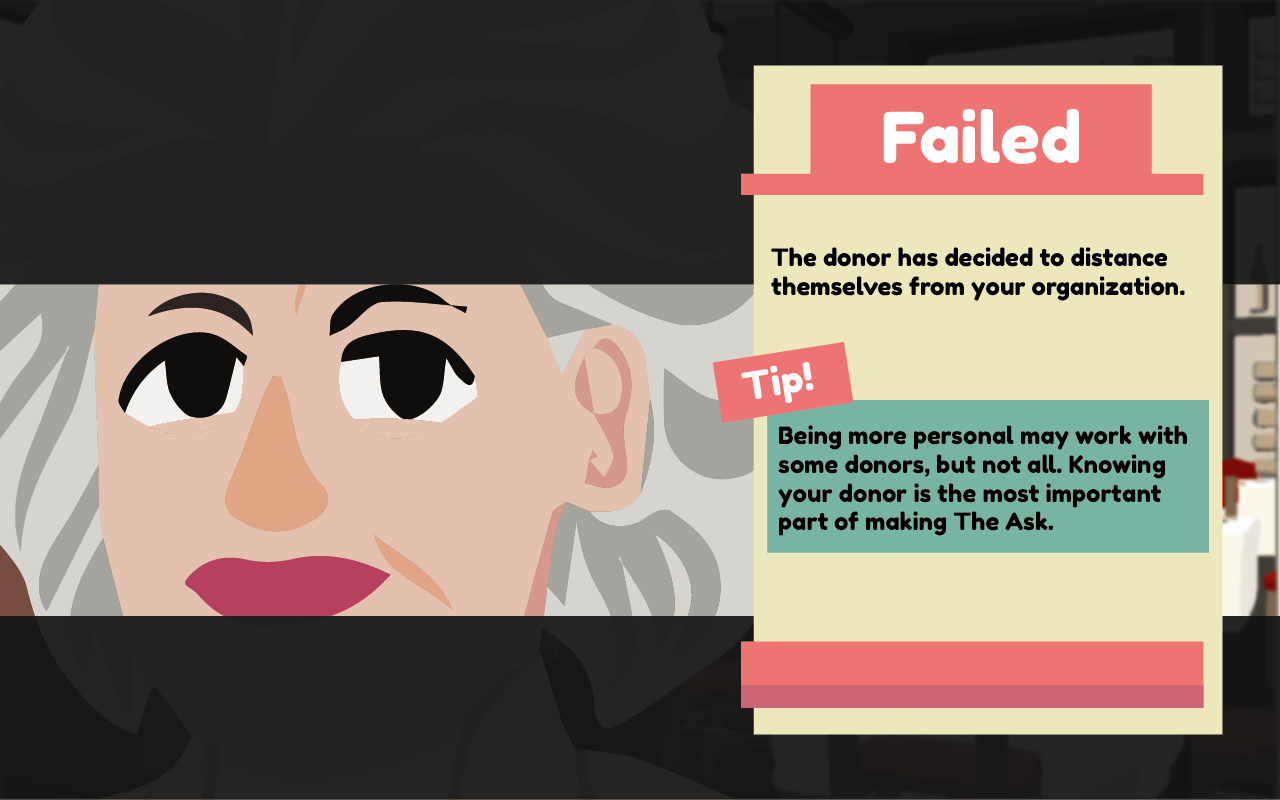 Failed
The donor has decided to distance
themselves from your organization.
Tip!
Being more personal may work with
some donors, but not all. Knowing
your donor is the most important
part of making The Ask.